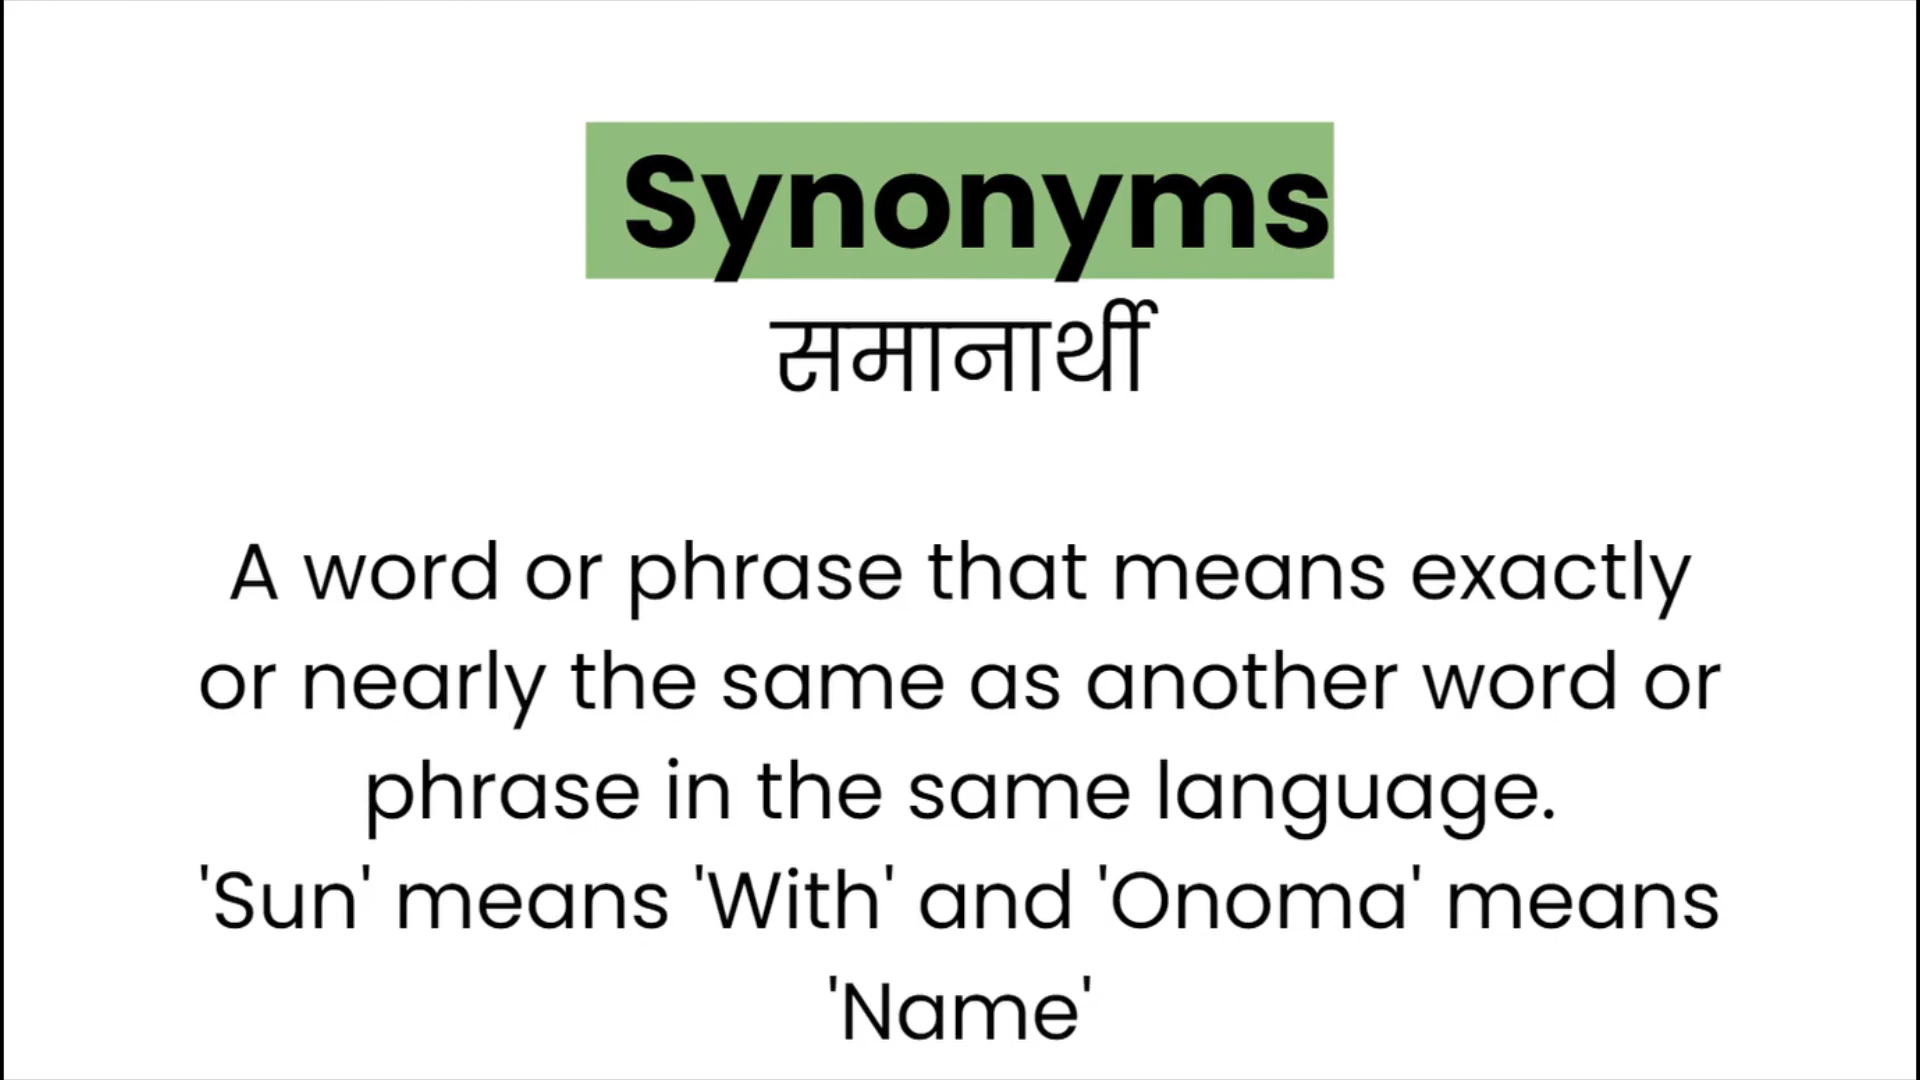 Synonyms
समानार्थी
A word or phrase that means exactly
or nearly the same as another word or
phrase in the same language.
'Sun' means 'With' and 'Onoma' means
'Name'